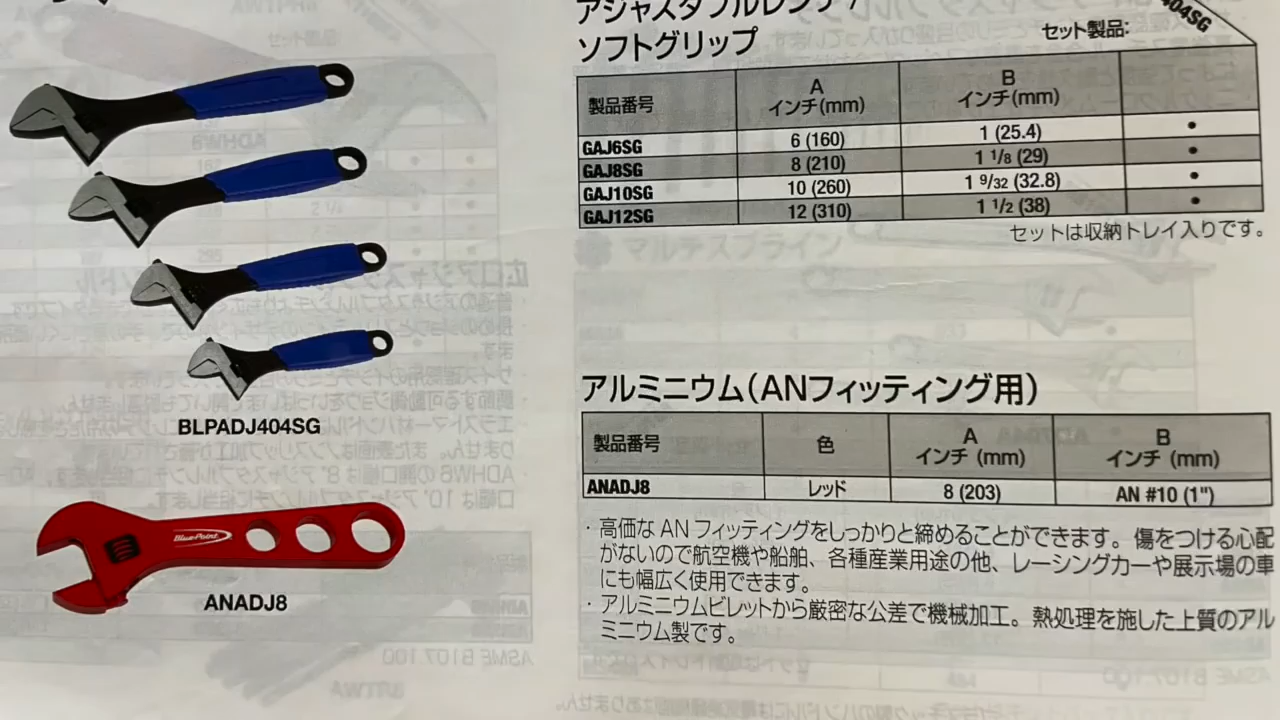 アジャスタブルレンチ /
ソフトグリップ
セット製品:
404SG
製品番号
A
インチ(mm)
B
インチ(mm)
GAJ6SG 6 (160) 1 (25.4) •
GAJ8SG 8 (210) 1 1/8 (29) •
GAJ10SG 10 (260) 1 9/32 (32.8) •
GAJ12SG 12 (310) 1 1/2 (38) •
セットは収納トレイ入りです。
BLPADJ404SG
アルミニウム(ANフィッティング用)
製品番号
色
A
インチ (mm)
B
インチ (mm)
ANADJ8 レッド 8 (203) AN #10 (1")
Blue-Point
ANADJ8
・高価な AN フィッティングをしっかりと締めることができます。傷をつける心配
がないので航空機や船舶、各種産業用途の他、レーシングカーや展示場の車
にも幅広く使用できます。
・アルミニウムビレットから厳密な公差で機械加工。熱処理を施した上質のアル
ミニウム製です。